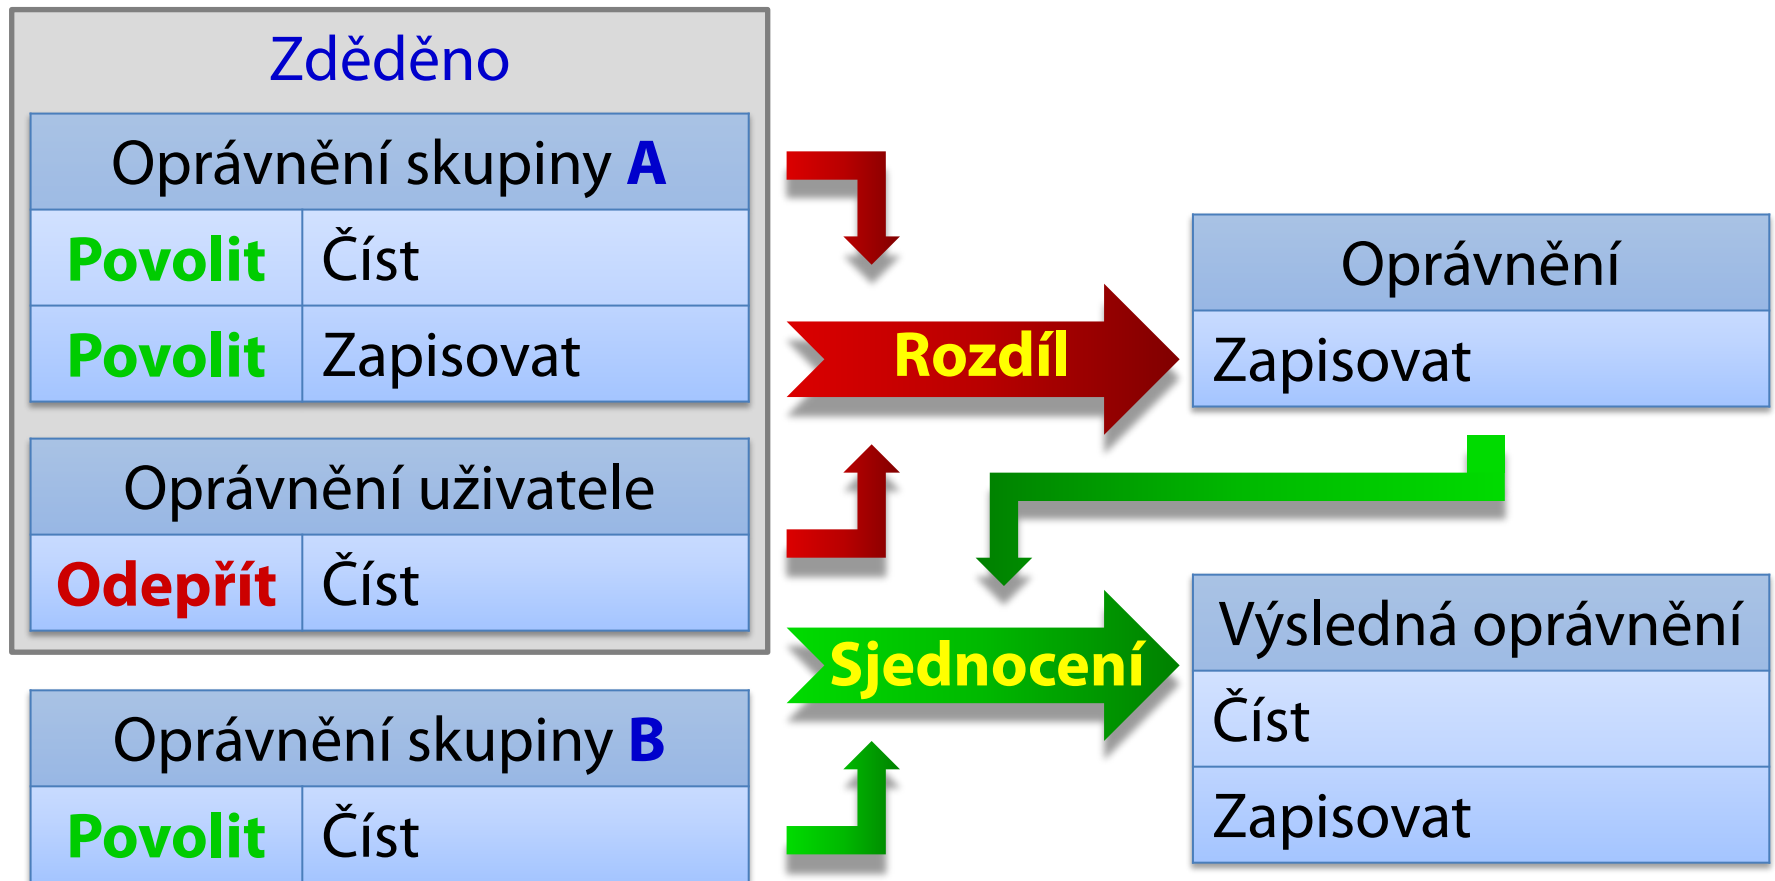 Zděděno
Oprávnění skupiny A
Povolit Číst
Povolit Zapisovat
Oprávnění uživatele
Odepřít Číst
Oprávnění skupiny B
Povolit Číst
Rozdíl
Sjednocení
Oprávnění
Zapisovat
Výsledná oprávnění
Číst
Zapisovat